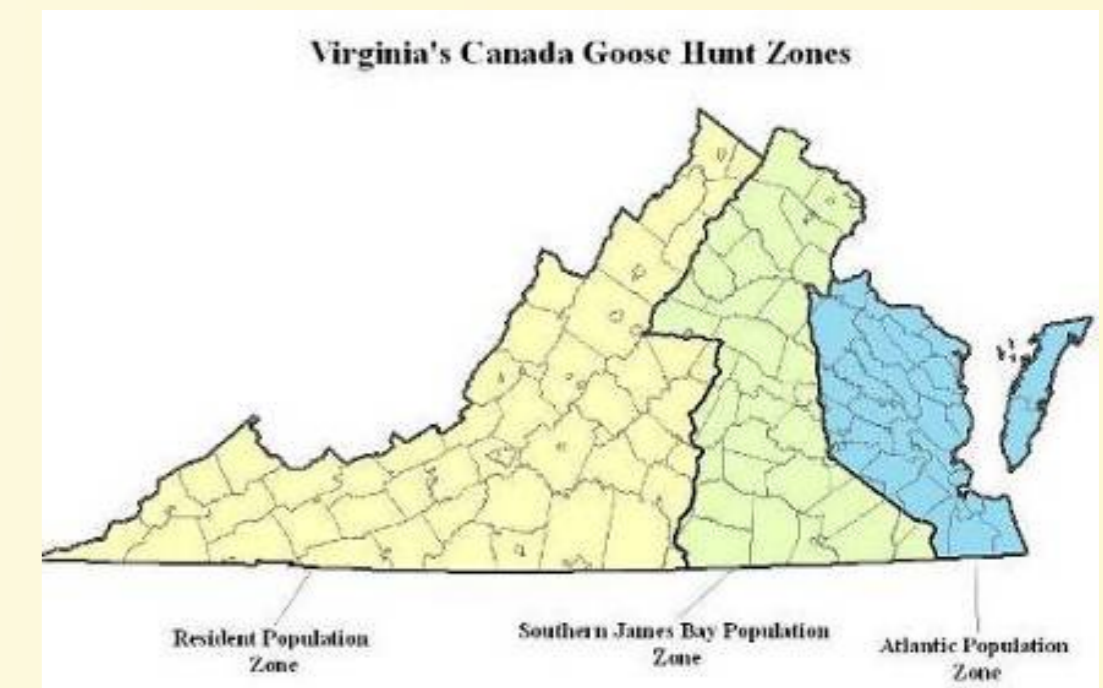 Virginia's Canada Goose Hunt Zones
Resident Population
Zone
Southern James Bay Population
Zone
Atlantic Population
Zone